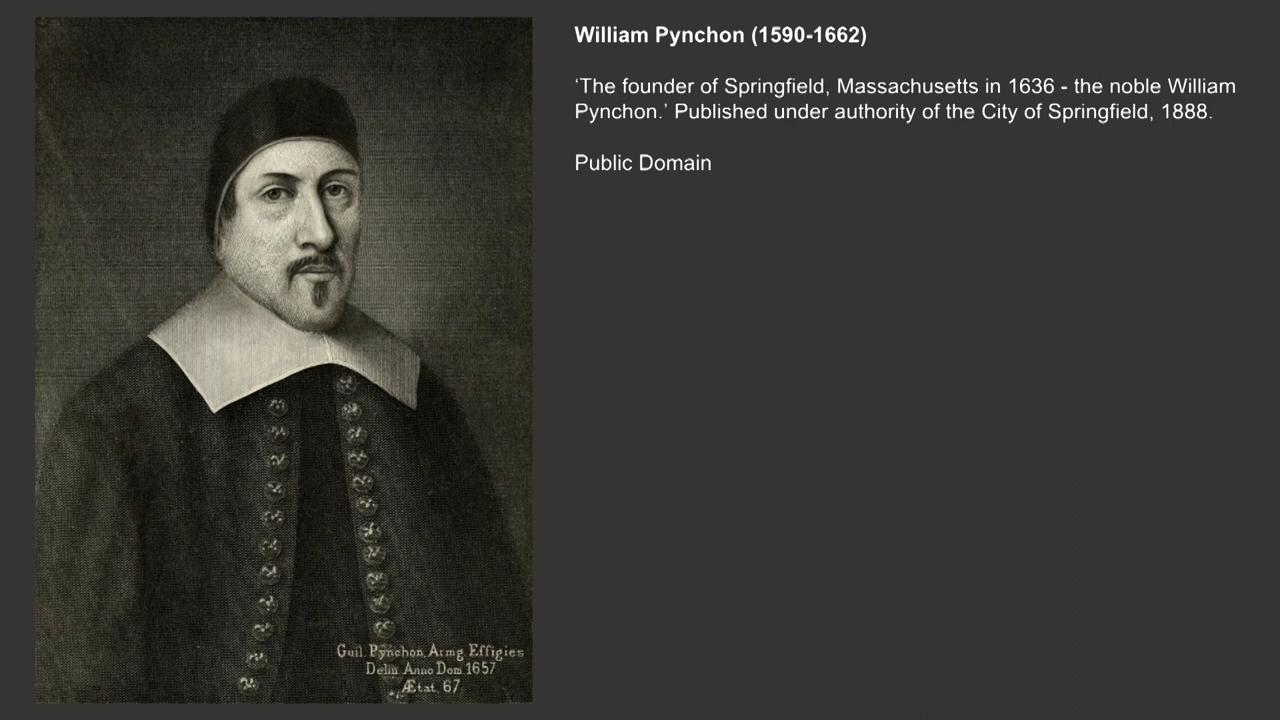 William Pynchon (1590-1662)
‘The founder of Springfield, Massachusetts in 1636 - the noble William
Pynchon.’ Published under authority of the City of Springfield, 1888.
Public Domain
Guil. Pynchon, Armg. Effigies
Delin. Anno Dom. 1657
Ætat. 67